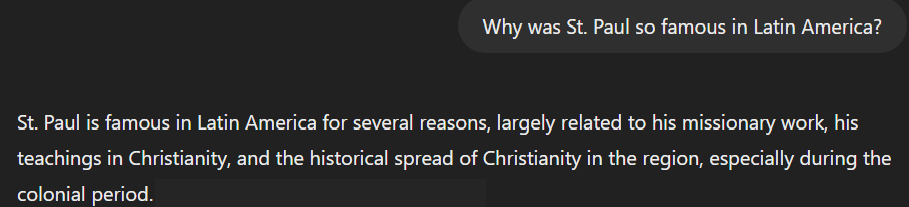 Why was St. Paul so famous in Latin America?
St. Paul is famous in Latin America for several reasons, largely related to his missionary work, his
teachings in Christianity, and the historical spread of Christianity in the region, especially during the
colonial period.